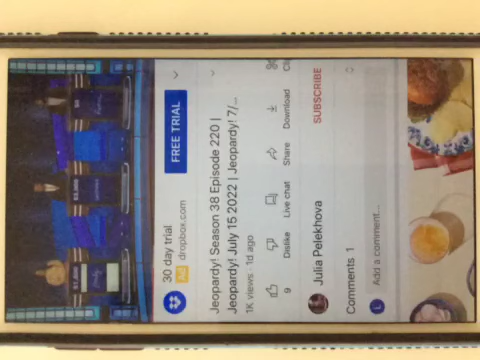 30 day trial
Ad dropbox.com
FREE TRIAL
Jeopardy! Season 38 Episode 220 |
Jeopardy! July 15 2022 | Jeopardy! 7/...
1K views · 1d ago
9
Dislike
Live chat
Share
Download
Julia Pelekhova
SUBSCRIBE
Comments 1
L
Add a comment...